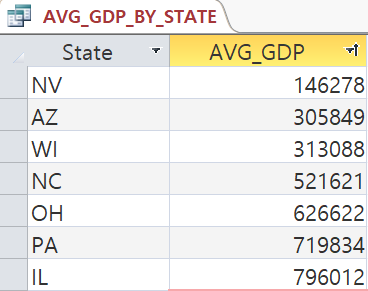 AVG_GDP_BY_STATE
State AVG_GDP
NV 146278
AZ 305849
WI 313088
NC 521621
OH 626622
PA 719834
IL 796012